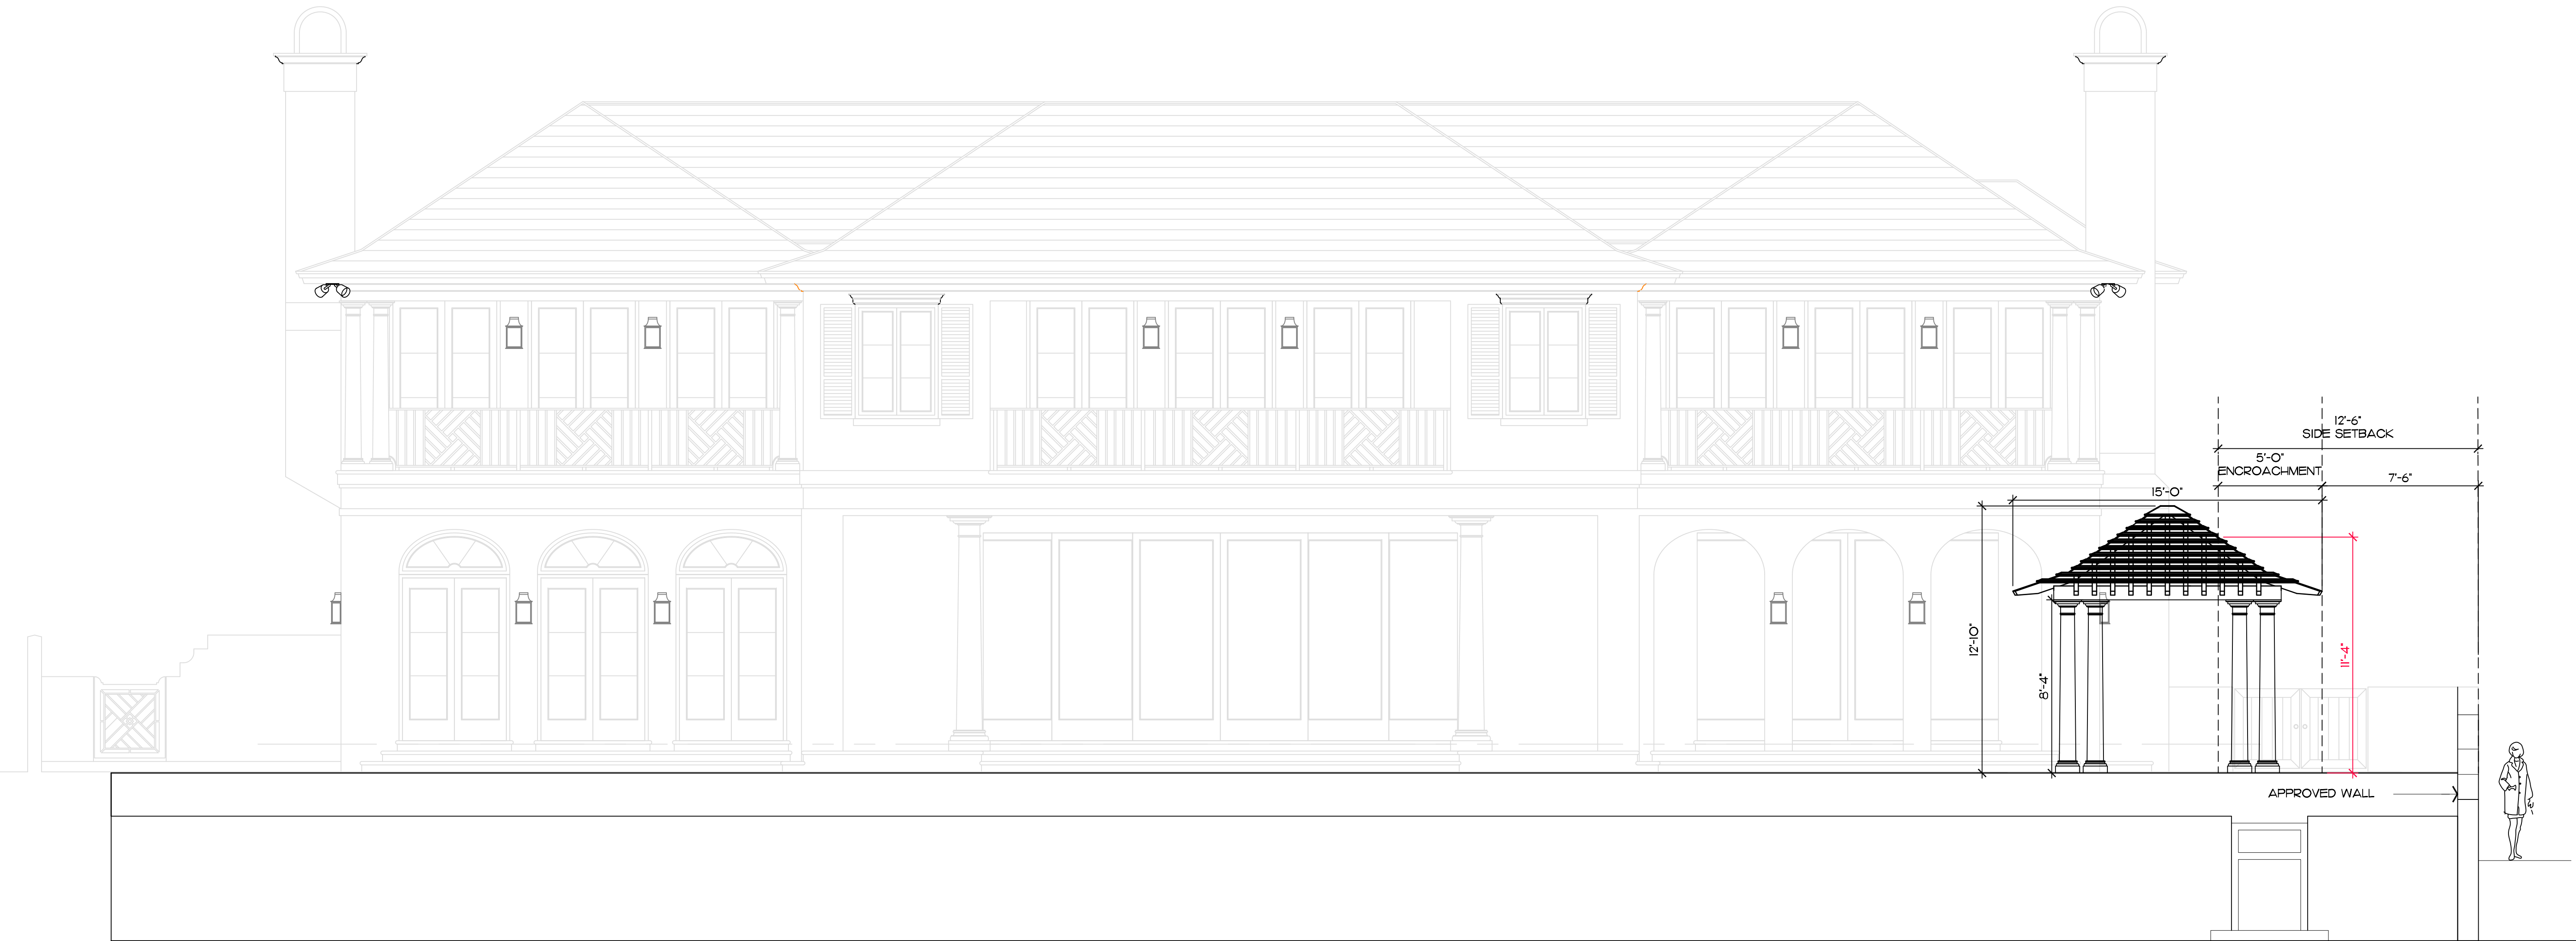 12'-6"
SIDE SETBACK
5'-0"
ENCROACHMENT
7'-6"
15'-0"
12'-10"
8'-4"
11'-4"
APPROVED WALL